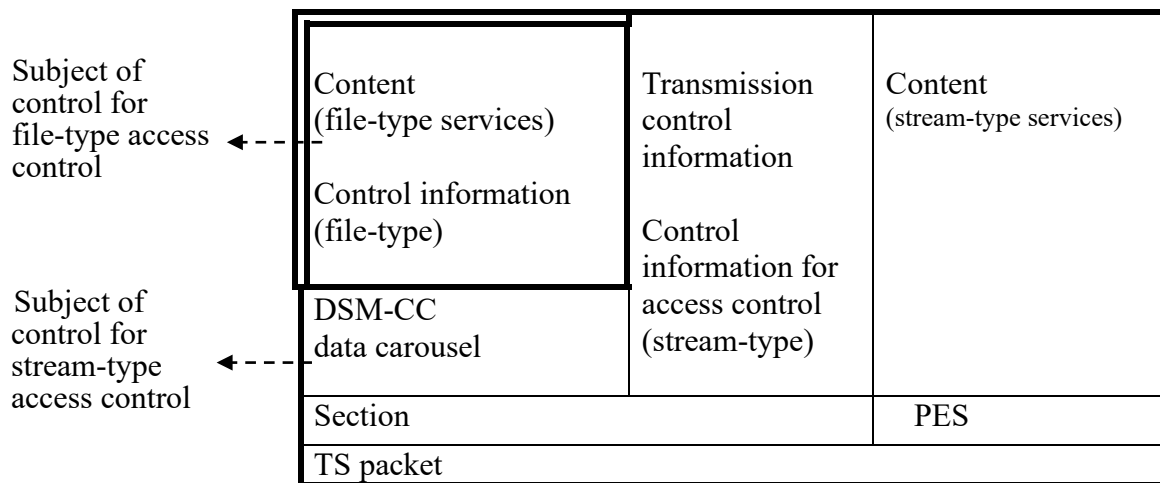 Subject of
control for
file-type access
control
Content
(file-type services)
Control information
(file-type)
Transmission
control
information
Control
information for
access control
(stream-type)
Content
(stream-type services)
Subject of
control for
stream-type
access control
DSM-CC
data carousel
Section
PES
TS packet